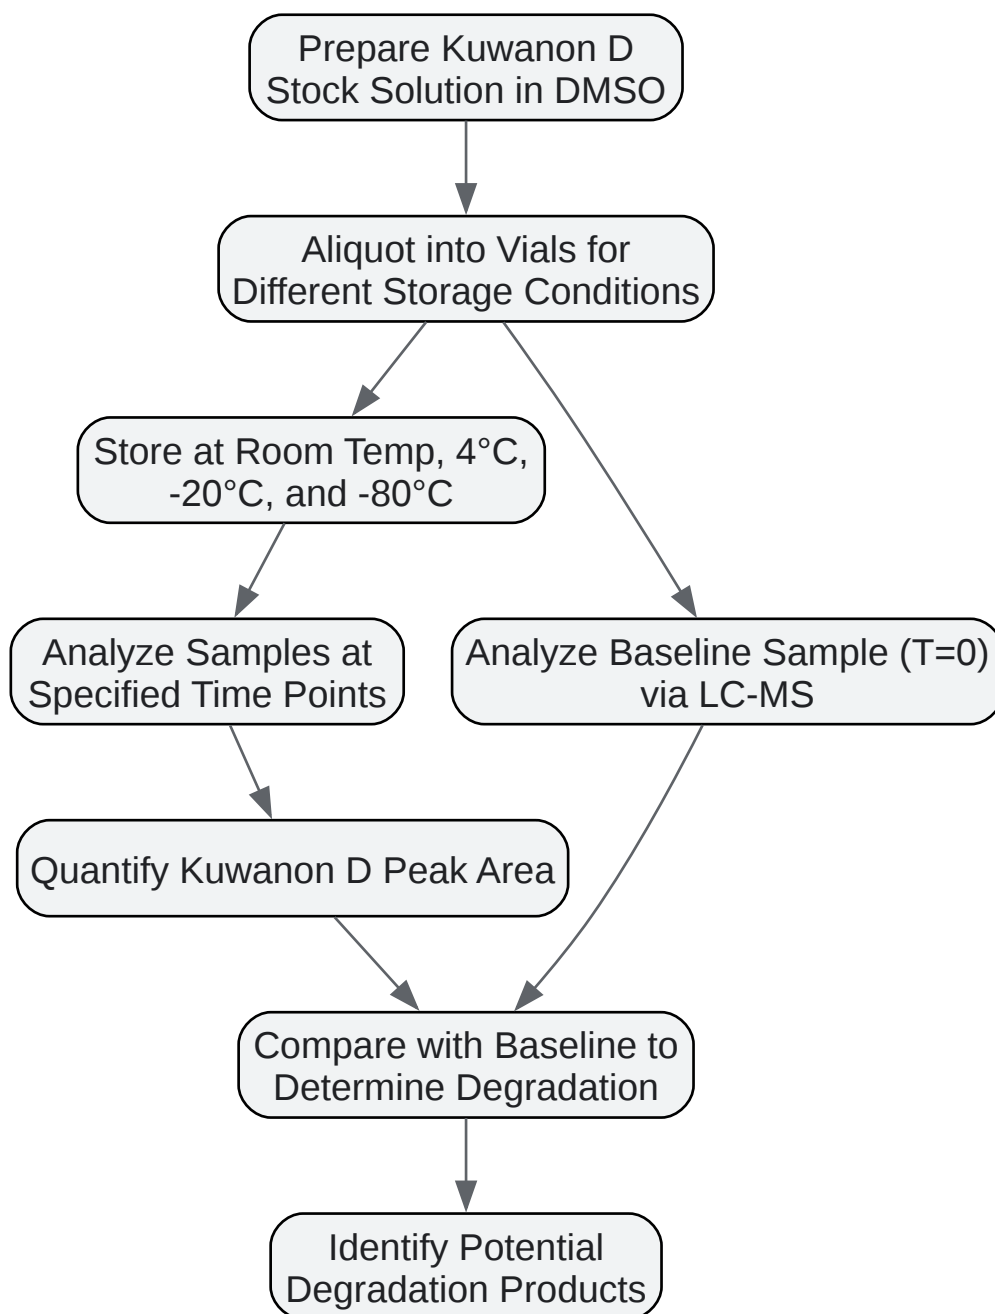 Prepare Kuwanon D
Stock Solution in DMSO
Aliquot into Vials for
Different Storage Conditions
Store at Room Temp, 4°C,
-20°C, and -80°C
Analyze Samples at
Specified Time Points
Analyze Baseline Sample (T=0)
via LC-MS
Quantify Kuwanon D Peak Area
Compare with Baseline to
Determine Degradation
Identify Potential
Degradation Products